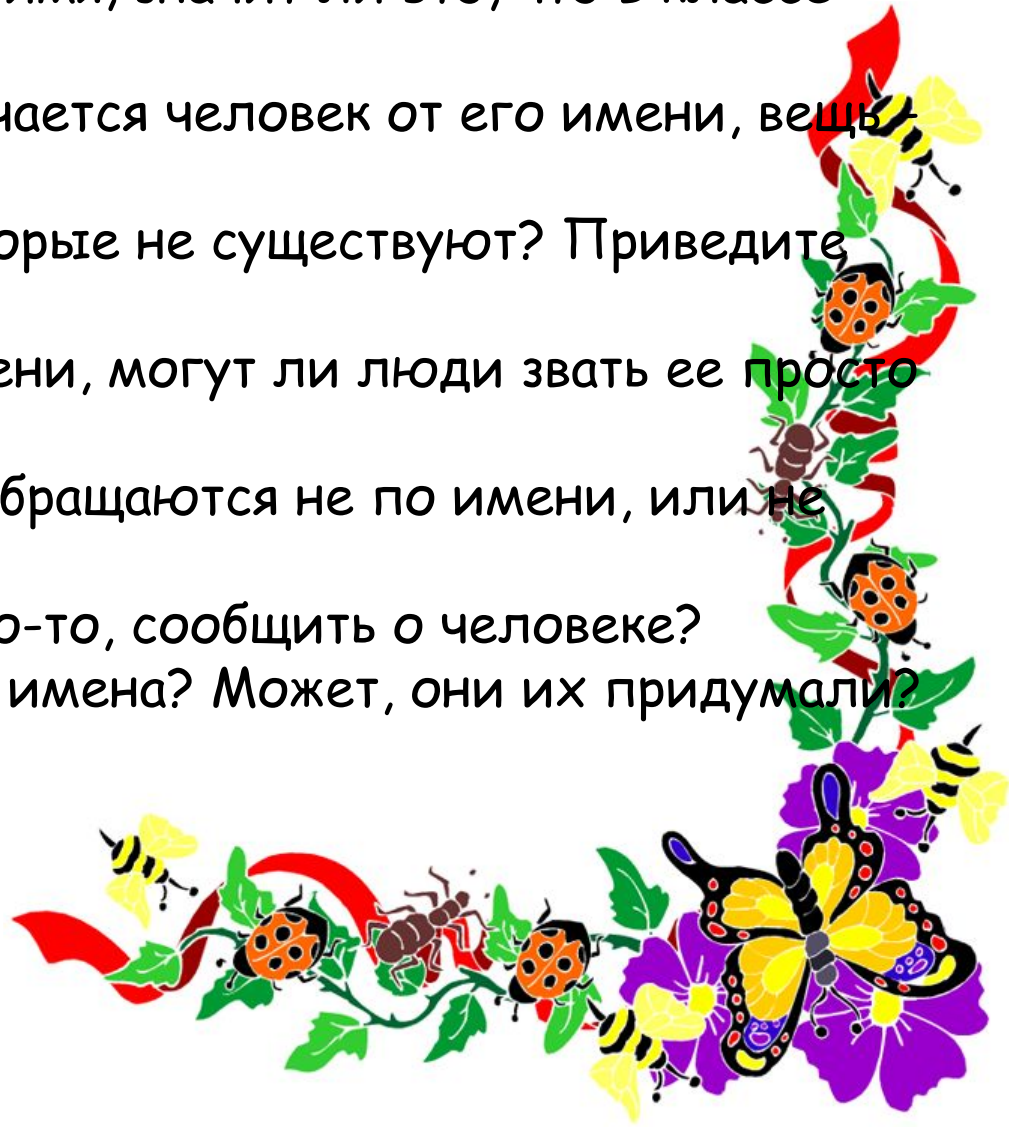 чается человек от его имени, вещь -
орые не существуют? Приведите
ени, могут ли люди звать ее просто
бращаются не по имени, или не
о-то, сообщить о человеке?
имена? Может, они их придумали?